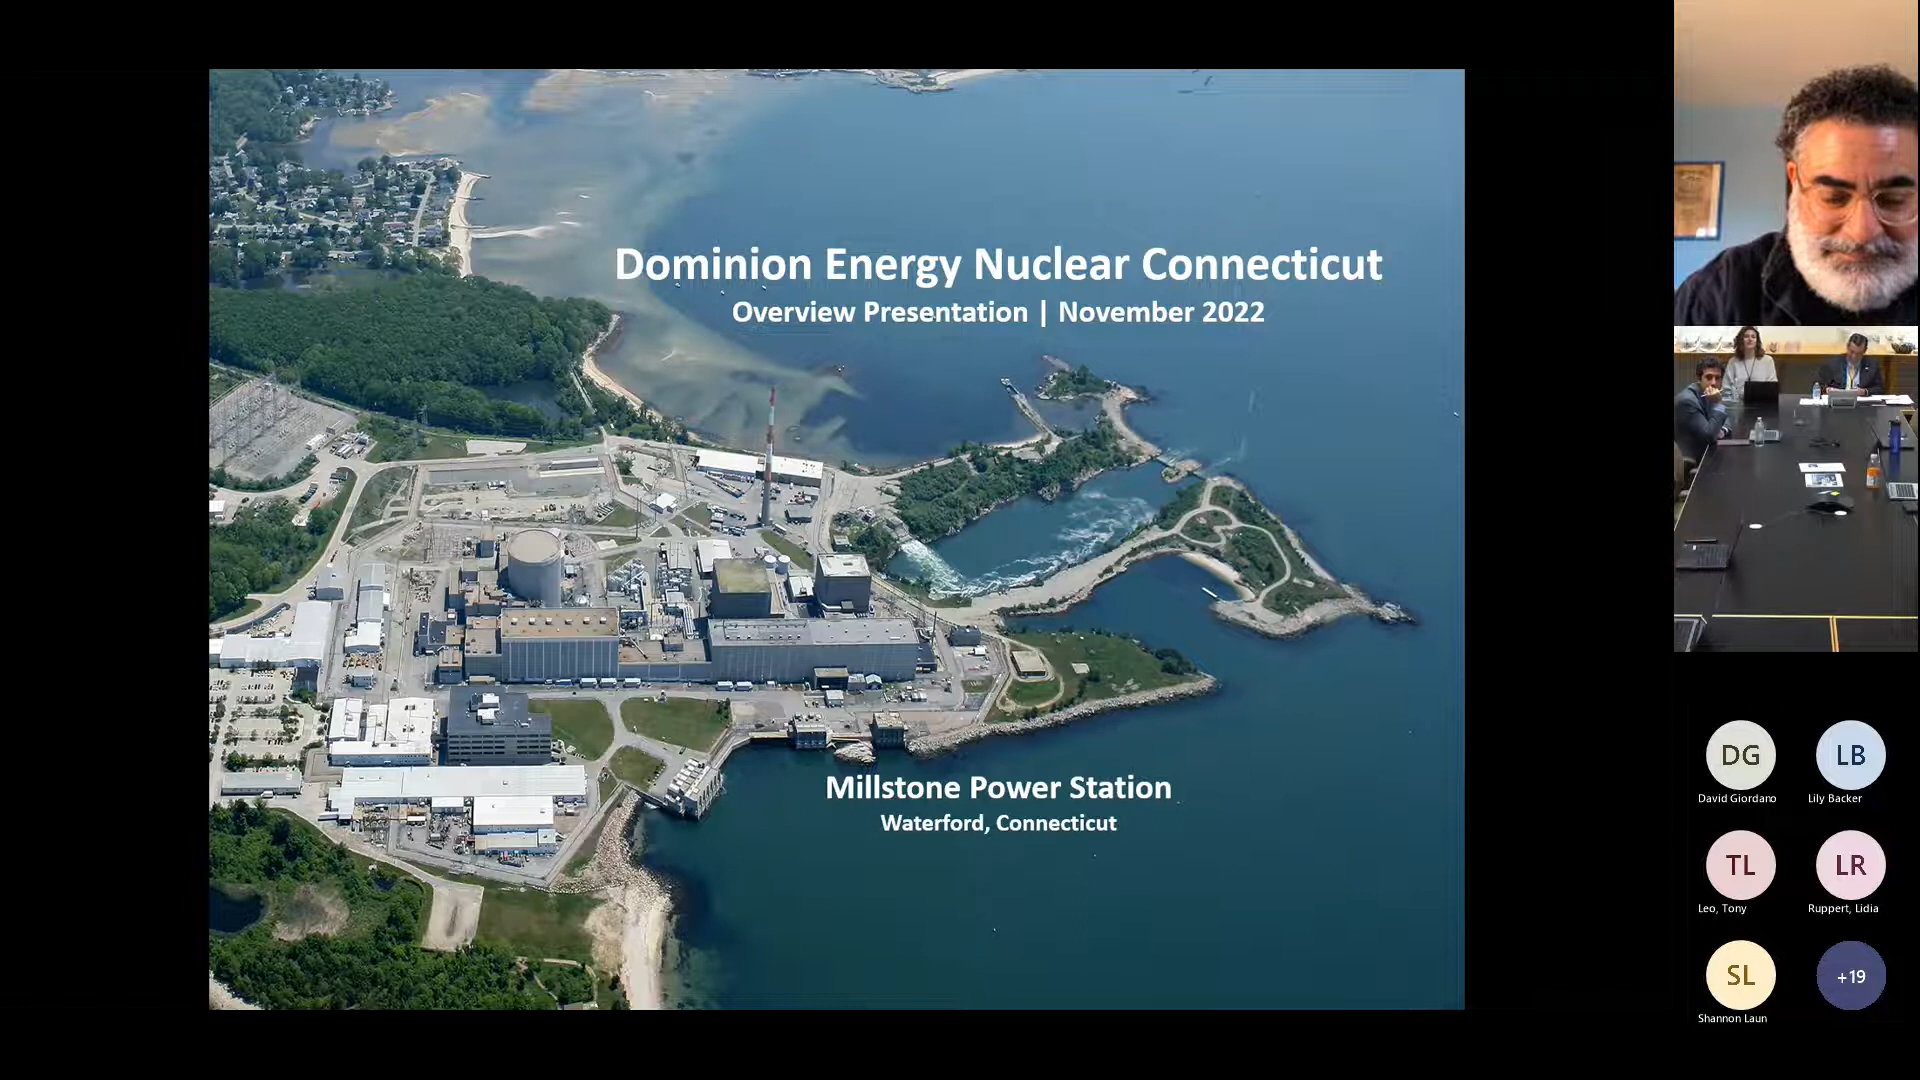 Dominion Energy Nuclear Connecticut
Overview Presentation | November 2022
Millstone Power Station
Waterford, Connecticut
DG
David Giordano
LB
Lily Backer
TL
Leo, Tony
LR
Ruppert, Lidia
SL
Shannon Laun
+19